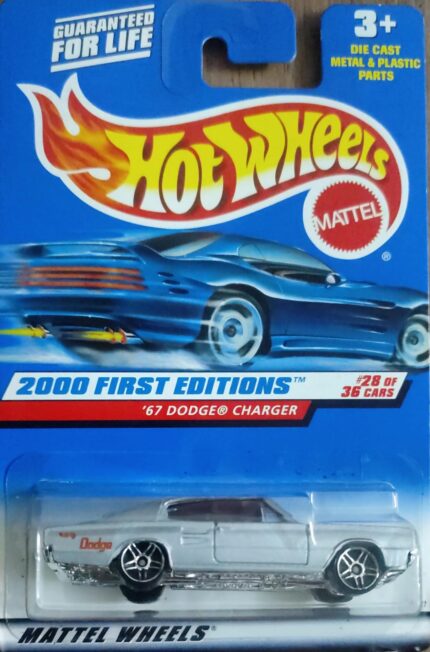 GUARANTEED
FOR LIFE
3+
DIE CAST
METAL & PLASTIC
PARTS
HOT WHEELS
MATTEL
®
2000 FIRST EDITIONS™
#28 OF
36 CARS
'67 DODGE® CHARGER
Dodge
MATTEL WHEELS®